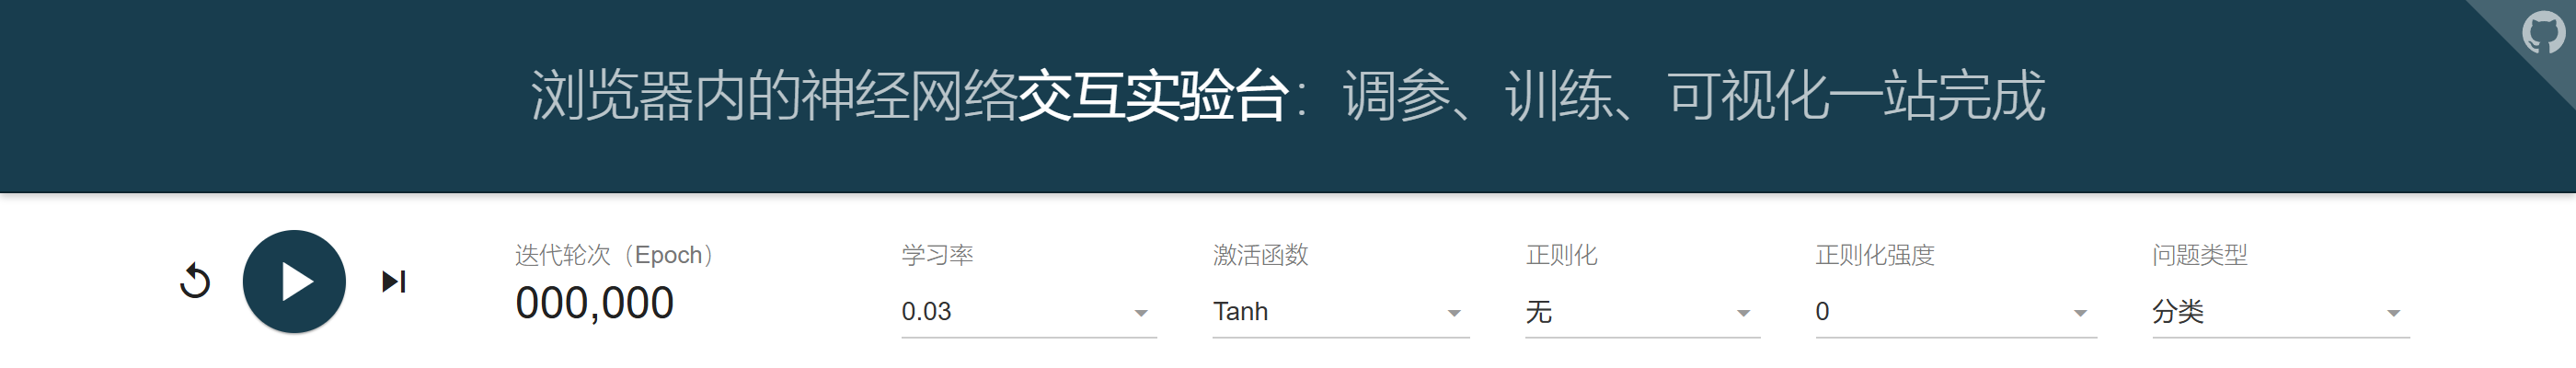 浏览器内的神经网络交互实验台：调参、训练、可视化一站完成
迭代轮次（Epoch）
000,000
学习率
0.03
激活函数
Tanh
正则化
无
正则化强度
0
问题类型
分类